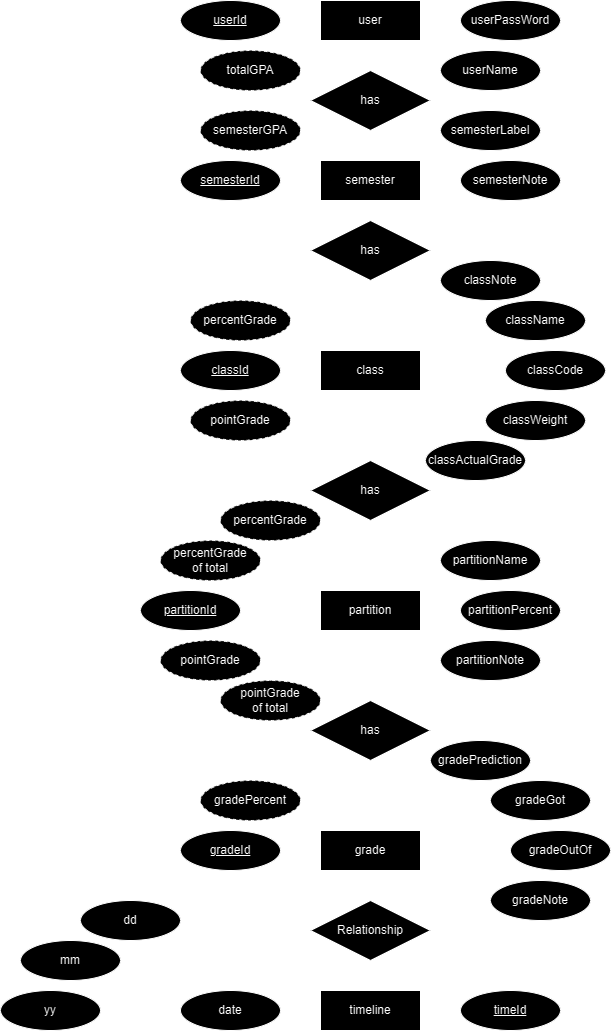 userId
user
userPassWord
totalGPA
userName
has
semesterGPA
semesterLabel
semesterId
semester
semesterNote
has
classNote
percentGrade
className
classId
class
classCode
pointGrade
classWeight
classActualGrade
has
percentGrade
percentGrade
of total
partitionName
partitionId
partition
partitionPercent
pointGrade
partitionNote
pointGrade
of total
has
gradePrediction
gradePercent
gradeGot
gradeId
grade
gradeOutOf
gradeNote
dd
Relationship
mm
yy
date
timeline
timeId